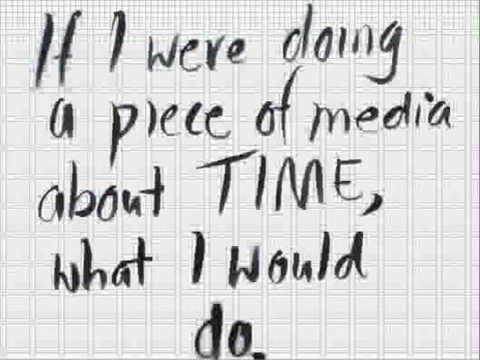 If I were doing
a piece of media
about TIME,
what I would
do.